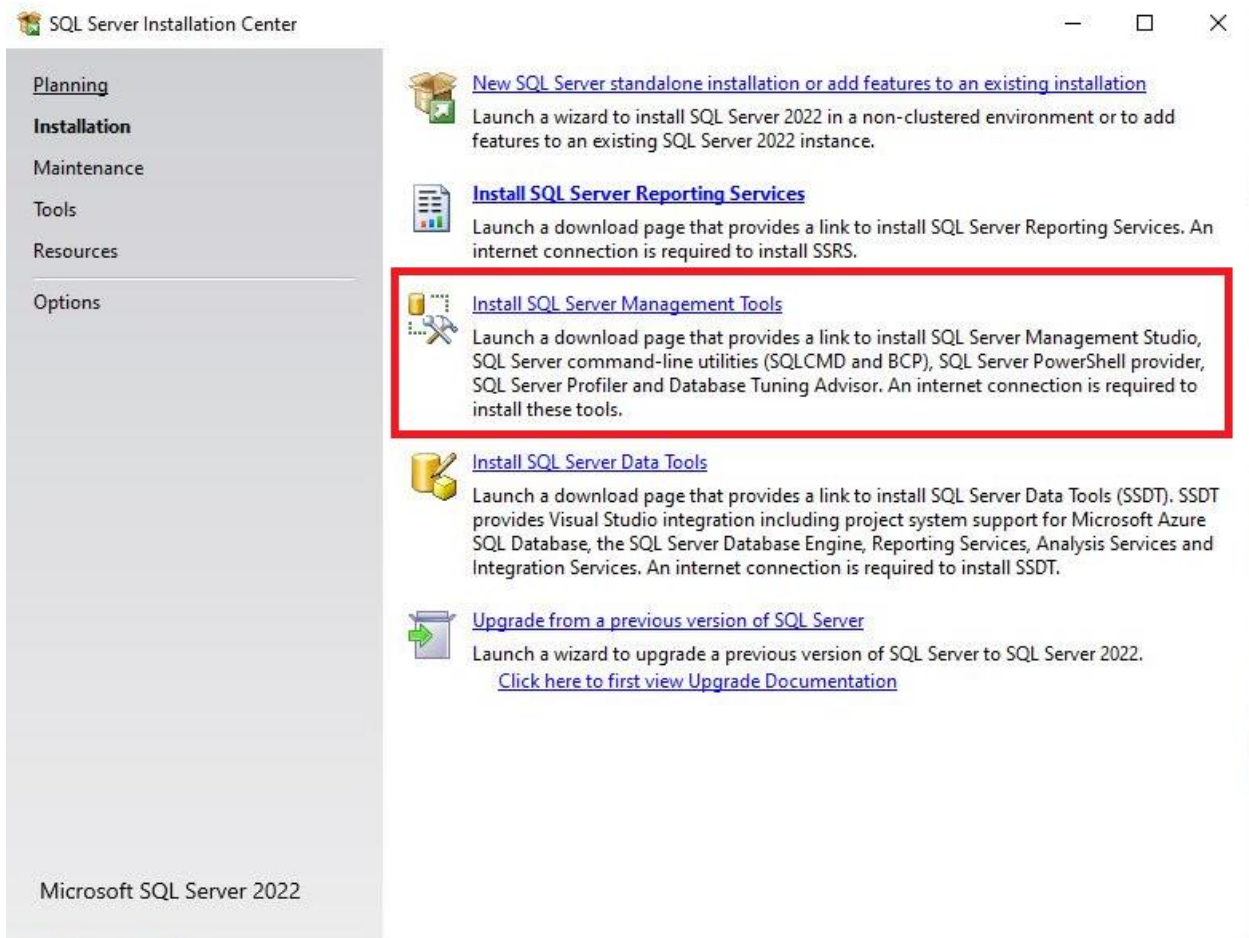 SQL Server Installation Center
Planning
Installation
Maintenance
Tools
Resources
Options
New SQL Server standalone installation or add features to an existing installation
Launch a wizard to install SQL Server 2022 in a non-clustered environment or to add
features to an existing SQL Server 2022 instance.
Install SQL Server Reporting Services
Launch a download page that provides a link to install SQL Server Reporting Services. An
internet connection is required to install SSRS.
Install SQL Server Management Tools
Launch a download page that provides a link to install SQL Server Management Studio,
SQL Server command-line utilities (SQLCMD and BCP), SQL Server PowerShell provider,
SQL Server Profiler and Database Tuning Advisor. An internet connection is required to
install these tools.
Install SQL Server Data Tools
Launch a download page that provides a link to install SQL Server Data Tools (SSDT). SSDT
provides Visual Studio integration including project system support for Microsoft Azure
SQL Database, the SQL Server Database Engine, Reporting Services, Analysis Services and
Integration Services. An internet connection is required to install SSDT.
Upgrade from a previous version of SQL Server
Launch a wizard to upgrade a previous version of SQL Server to SQL Server 2022.
Click here to first view Upgrade Documentation
Microsoft SQL Server 2022